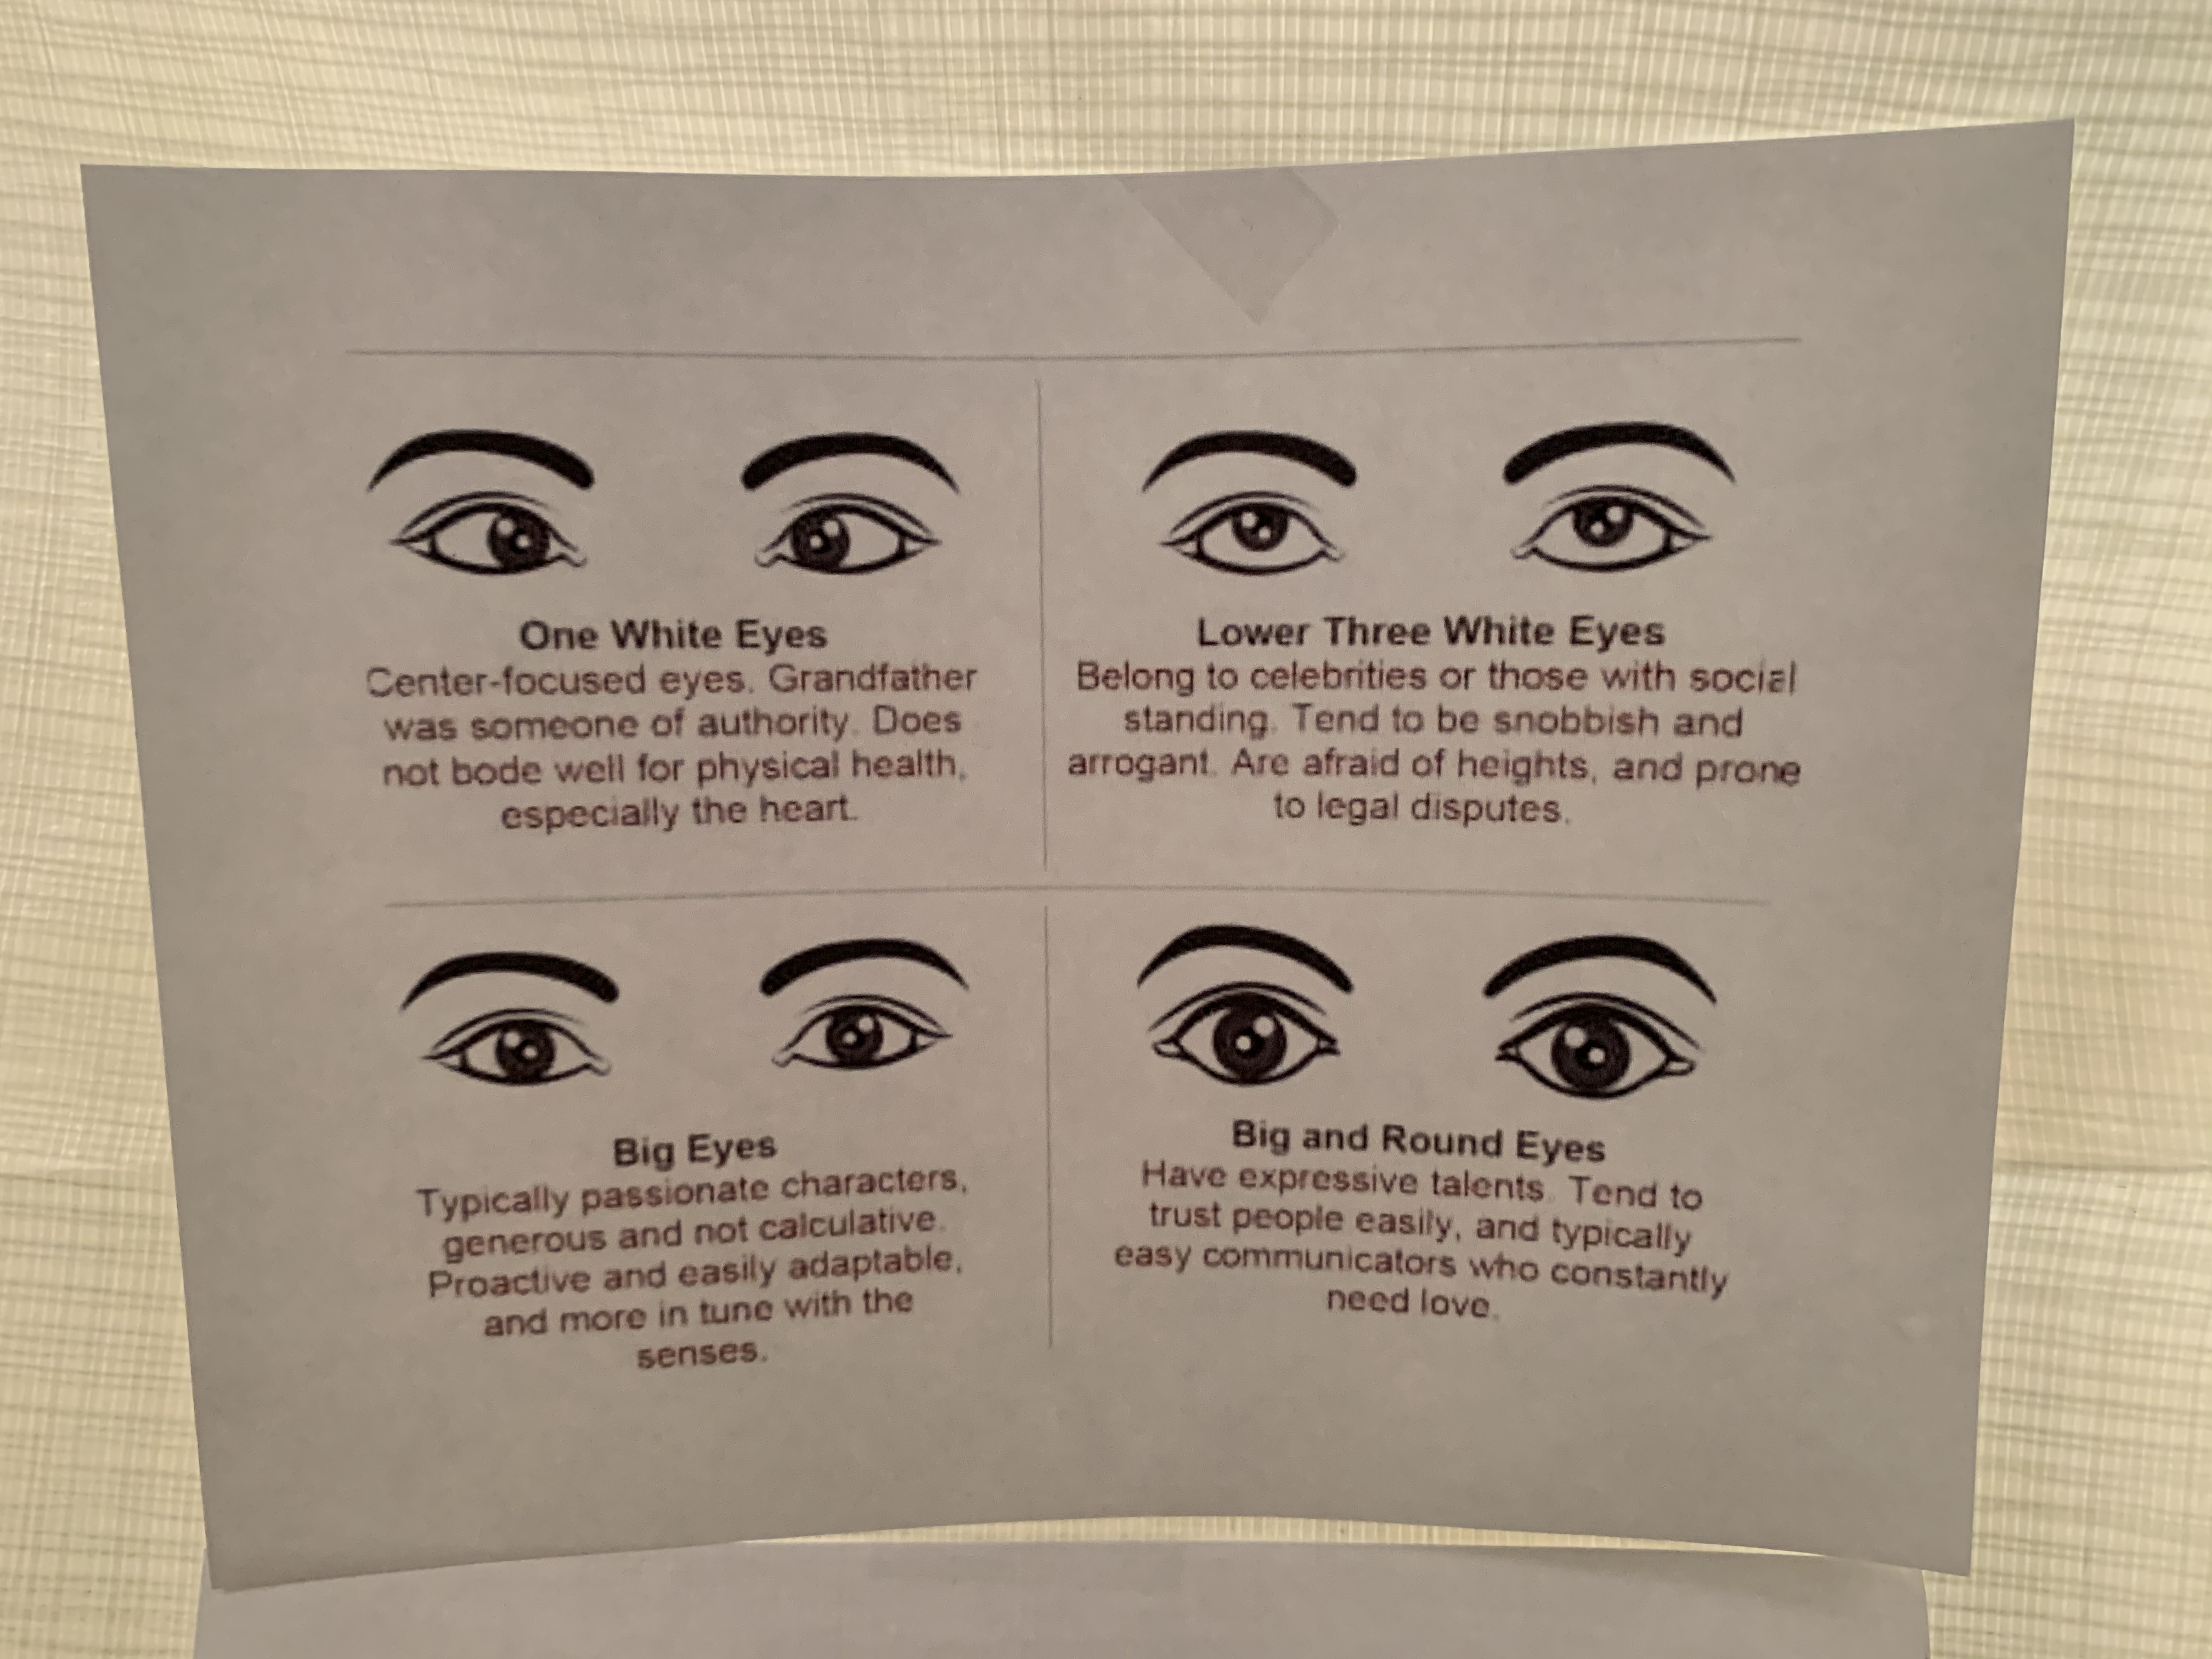 One White Eyes
Center-focused eyes. Grandfather
was someone of authority. Does
not bode well for physical health,
especially the heart.
Lower Three White Eyes
Belong to celebrities or those with social
standing. Tend to be snobbish and
arrogant. Are afraid of heights, and prone
to legal disputes.
Big Eyes
Typically passionate characters,
generous and not calculative.
Proactive and easily adaptable,
and more in tune with the
senses.
Big and Round Eyes
Have expressive talents. Tend to
trust people easily, and typically
easy communicators who constantly
need love.